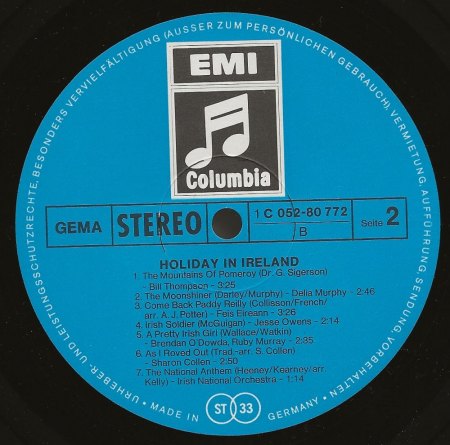 URHEBER- UND LEISTUNGSSCHUTZRECHTE, BESONDERS VERVIELFÄLTIGUNG (AUSSER ZUM PERSÖNLICHEN GEBRAUCH), VERMIETUNG, AUFFÜHRUNG, SENDUNG, VORBEHALTEN
EMI
Columbia
GEMA STEREO 1 C 052-80 772 Seite 2
B
HOLIDAY IN IRELAND
1. The Mountains Of Pomeroy (Dr. G. Sigerson)
Bill Thompson - 3:25
2. The Moonshiner (Darley/Murphy) - Delia Murphy - 2:46
3. Come Back Paddy Reilly (Collisson/French/
arr. A. J. Potter) - Feis Eireann - 3:26
4. Irish Soldier (McGuigan) - Jesse Owens - 2:14
5. A Pretty Irish Girl (Wallace/Watkin)
- Brendan O'Dowda, Ruby Murray - 2:35
6. As I Roved Out (Trad.-arr. S. Collen)
- Sharon Collen - 2:50
7. The National Anthem (Heeney/Kearney/arr.
Kelly) - Irish National Orchestra - 1:14
• MADE IN ST 33 GERMANY •